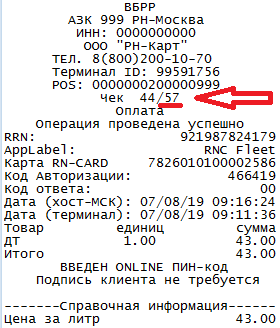 ВБРР
АЗК 999 РН-Москва
ИНН: 0000000000
ООО "РН-Карт"
ТЕЛ. 8(800)200-10-70
Терминал ID: 99591756
POS: 0000000200000999
Чек 44/57
Оплата
Операция проведена успешно
RRN: 921987824179
AppLabel: RNC Fleet
Карта RN-CARD 7826010100002586
Код Авторизации: 466419
Код ответа: 00
Дата (хост-МСК): 07/08/19 09:16:24
Дата (терминал): 07/08/19 09:11:36
Товар единиц сумма
ДТ 1.00 43.00
Итого 43.00
ВВЕДЕН ONLINE ПИН-код
Подпись клиента не требуется
-------Справочная информация------
Цена за литр 43.00